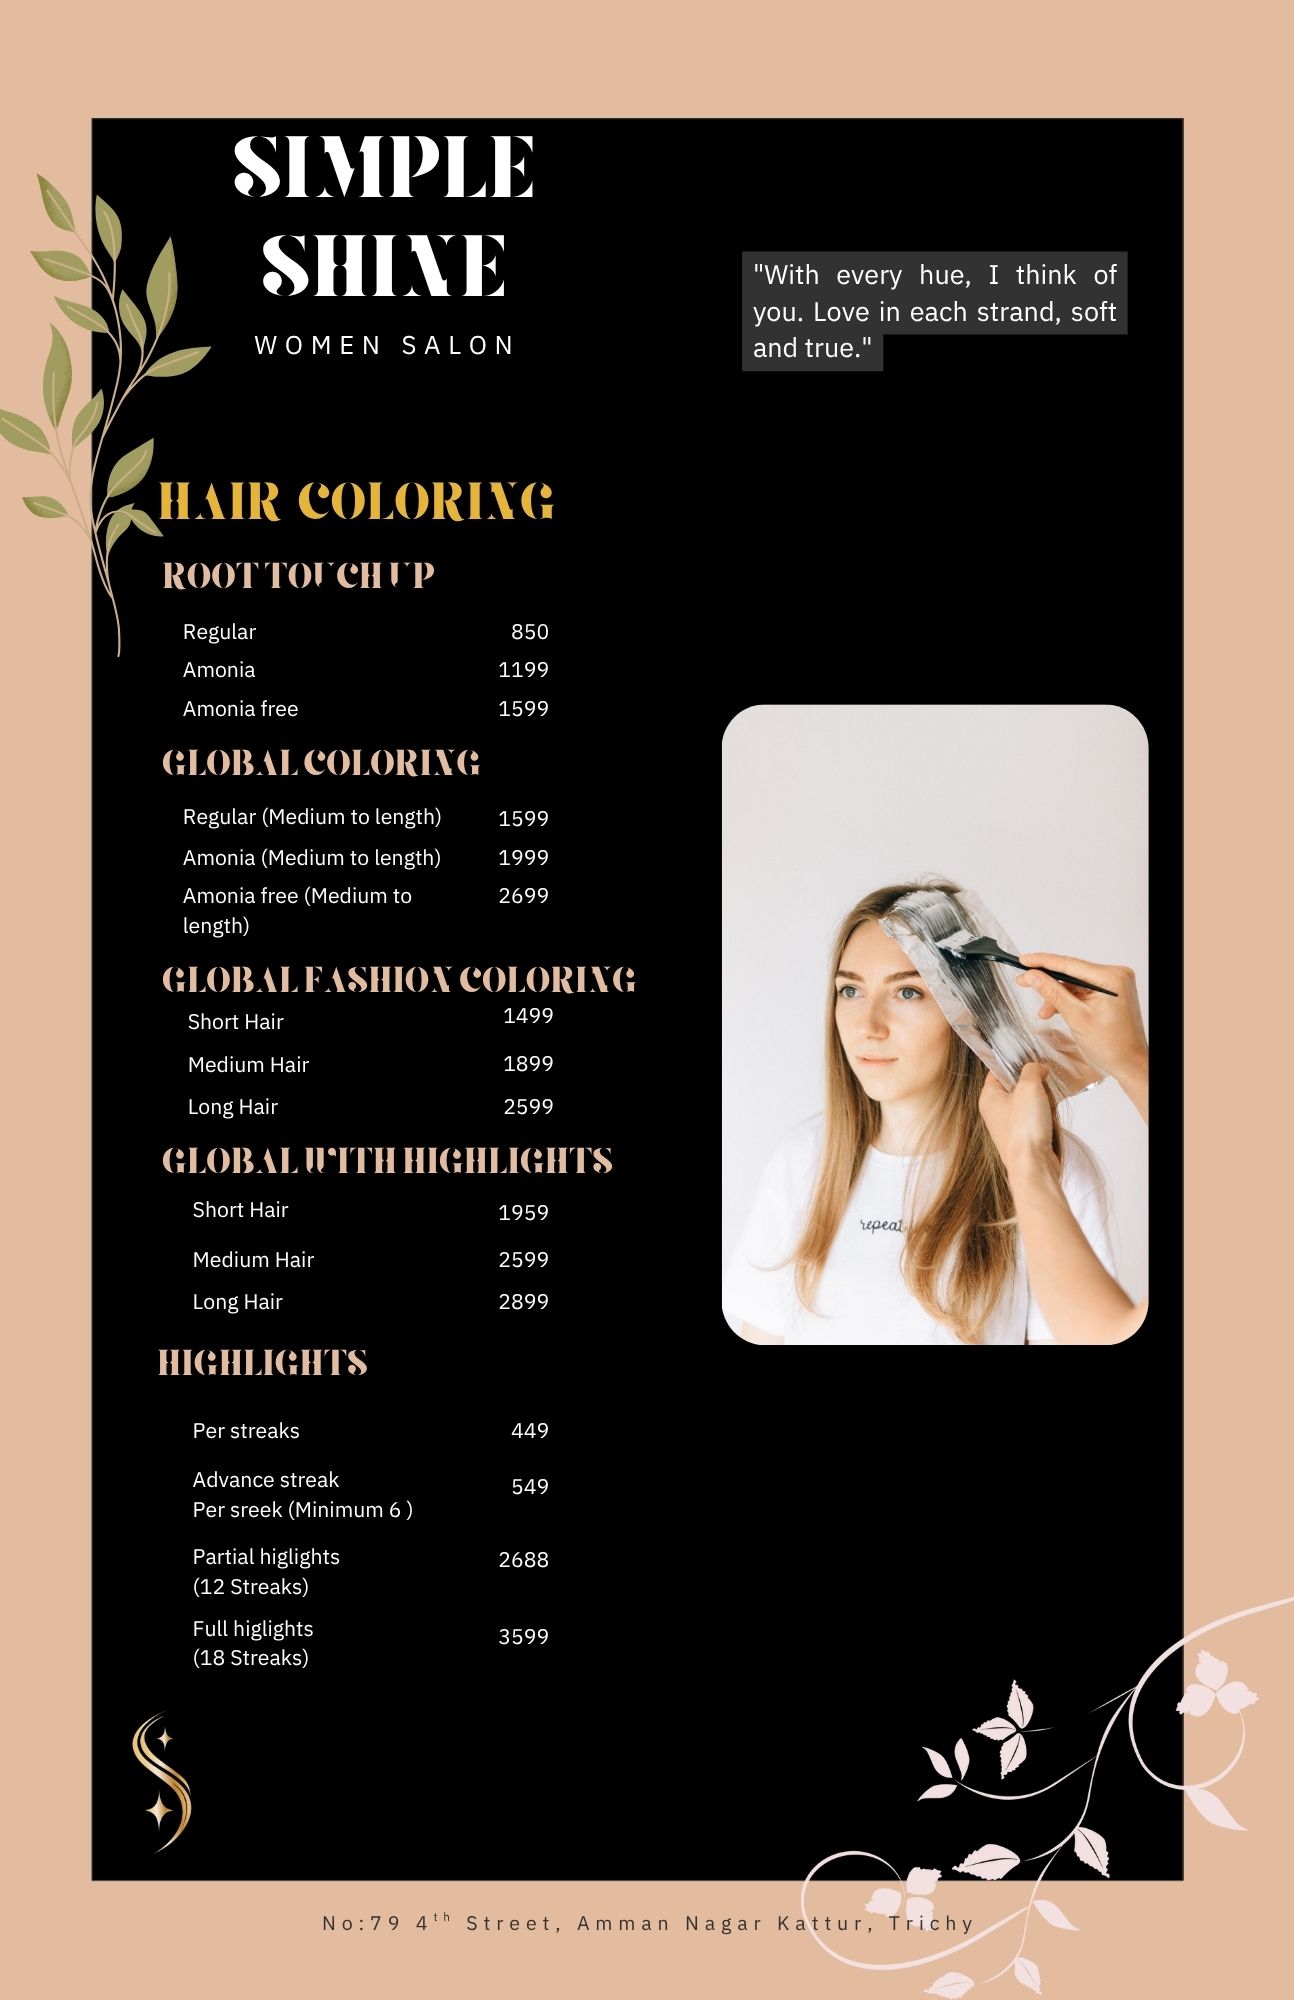 SIMPLE
SHINE
WOMEN SALON
"With every hue, I think of
you. Love in each strand, soft
and true."
HAIR COLORING
ROOT TOUCH UP
Regular 850
Amonia 1199
Amonia free 1599
GLOBAL COLORING
Regular (Medium to length) 1599
Amonia (Medium to length) 1999
Amonia free (Medium to 2699
length)
GLOBAL FASHION COLORING
Short Hair 1499
Medium Hair 1899
Long Hair 2599
GLOBAL WITH HIGHLIGHTS
Short Hair 1959
Medium Hair 2599
Long Hair 2899
HIGHLIGHTS
Per streaks 449
Advance streak 549
Per sreek (Minimum 6 )
Partial higlights 2688
(12 Streaks)
Full higlights 3599
(18 Streaks)
repeat
No:79 4th Street, Amman Nagar Kattur, Trichy